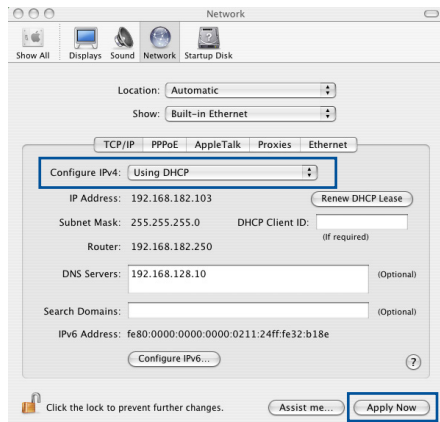 Network
Show All Displays Sound Network Startup Disk
Location: Automatic
Show: Built-in Ethernet
TCP/IP PPPoE AppleTalk Proxies Ethernet
Configure IPv4: Using DHCP
IP Address: 192.168.182.103 Renew DHCP Lease
Subnet Mask: 255.255.255.0 DHCP Client ID:
(If required)
Router: 192.168.182.250
DNS Servers: 192.168.128.10 (Optional)
Search Domains: (Optional)
IPv6 Address: fe80:0000:0000:0000:0211:24ff:fe32:b18e
Configure IPv6... ?
Click the lock to prevent further changes. Assist me... Apply Now